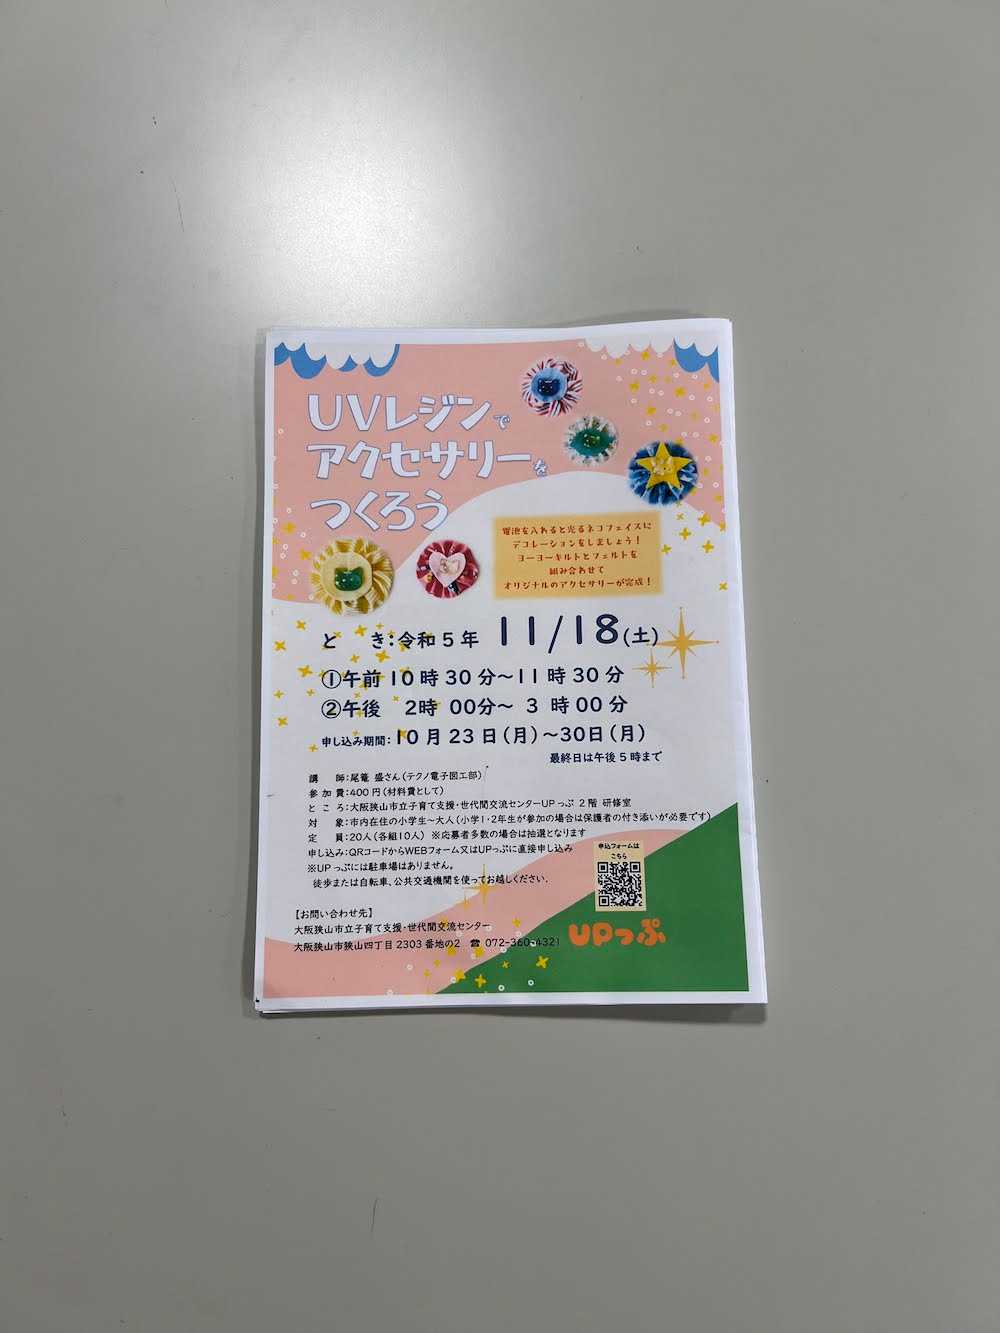 UVレジンで
アクセサリーを
つくろう
電池を入れると光るネコフェイスに
デコレーションをしましょう！
ヨーヨーキルトとフェルトを
組み合わせて
オリジナルのアクセサリーが完成！
と　き：令和５年　11/18(土)
①午前10時30分～11時30分
②午後　2時 00分～ 3 時00分
申し込み期間：10月23日(月)～30日(月)
最終日は午後５時まで
講　師：尾篭 盛さん（テクノ電子図工部）
参加費：400円（材料費として）
ところ：大阪狭山市立子育て支援・世代間交流センターUPっぷ 2階 研修室
対　象：市内在住の小学生～大人（小学1・2年生が参加の場合は保護者の付き添いが必要です）
定　員：20人（各組10人）　※応募者多数の場合は抽選となります
申し込み：QRコードからWEBフォーム又はUPっぷに直接申し込み
※UPっぷには駐車場はありません。
徒歩または自転車、公共交通機関を使ってお越しください。
申込フォームは
こちら
【お問い合わせ先】
大阪狭山市立子育て支援・世代間交流センター
大阪狭山市狭山四丁目2303番地の2　☎ 072-360-4321
UPっぷ